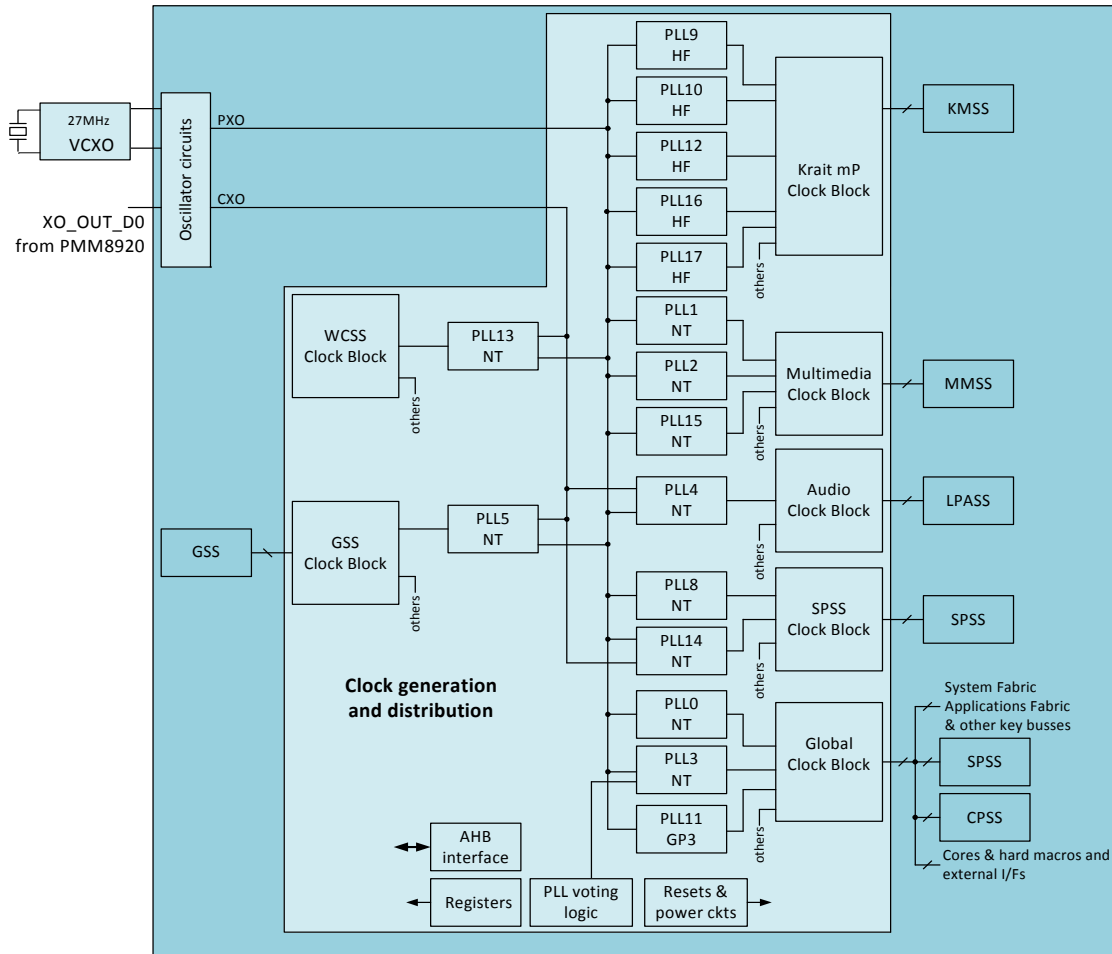 27MHz
VCXO
XO_OUT_D0
from PMM8920
Oscillator circuits
PXO
CXO
PLL9
HF
PLL10
HF
PLL12
HF
PLL16
HF
PLL17
HF
Krait mP
Clock Block
others
KMSS
WCSS
Clock Block
others
PLL13
NT
PLL1
NT
PLL2
NT
PLL15
NT
Multimedia
Clock Block
others
MMSS
GSS
GSS
Clock Block
others
PLL5
NT
PLL4
NT
Audio
Clock Block
others
LPASS
PLL8
NT
PLL14
NT
SPSS
Clock Block
others
SPSS
Clock generation
and distribution
PLL0
NT
PLL3
NT
PLL11
GP3
Global
Clock Block
others
System Fabric
Applications Fabric
& other key busses
SPSS
CPSS
Cores & hard macros and
external I/Fs
AHB
interface
Registers
PLL voting
logic
Resets &
power ckts